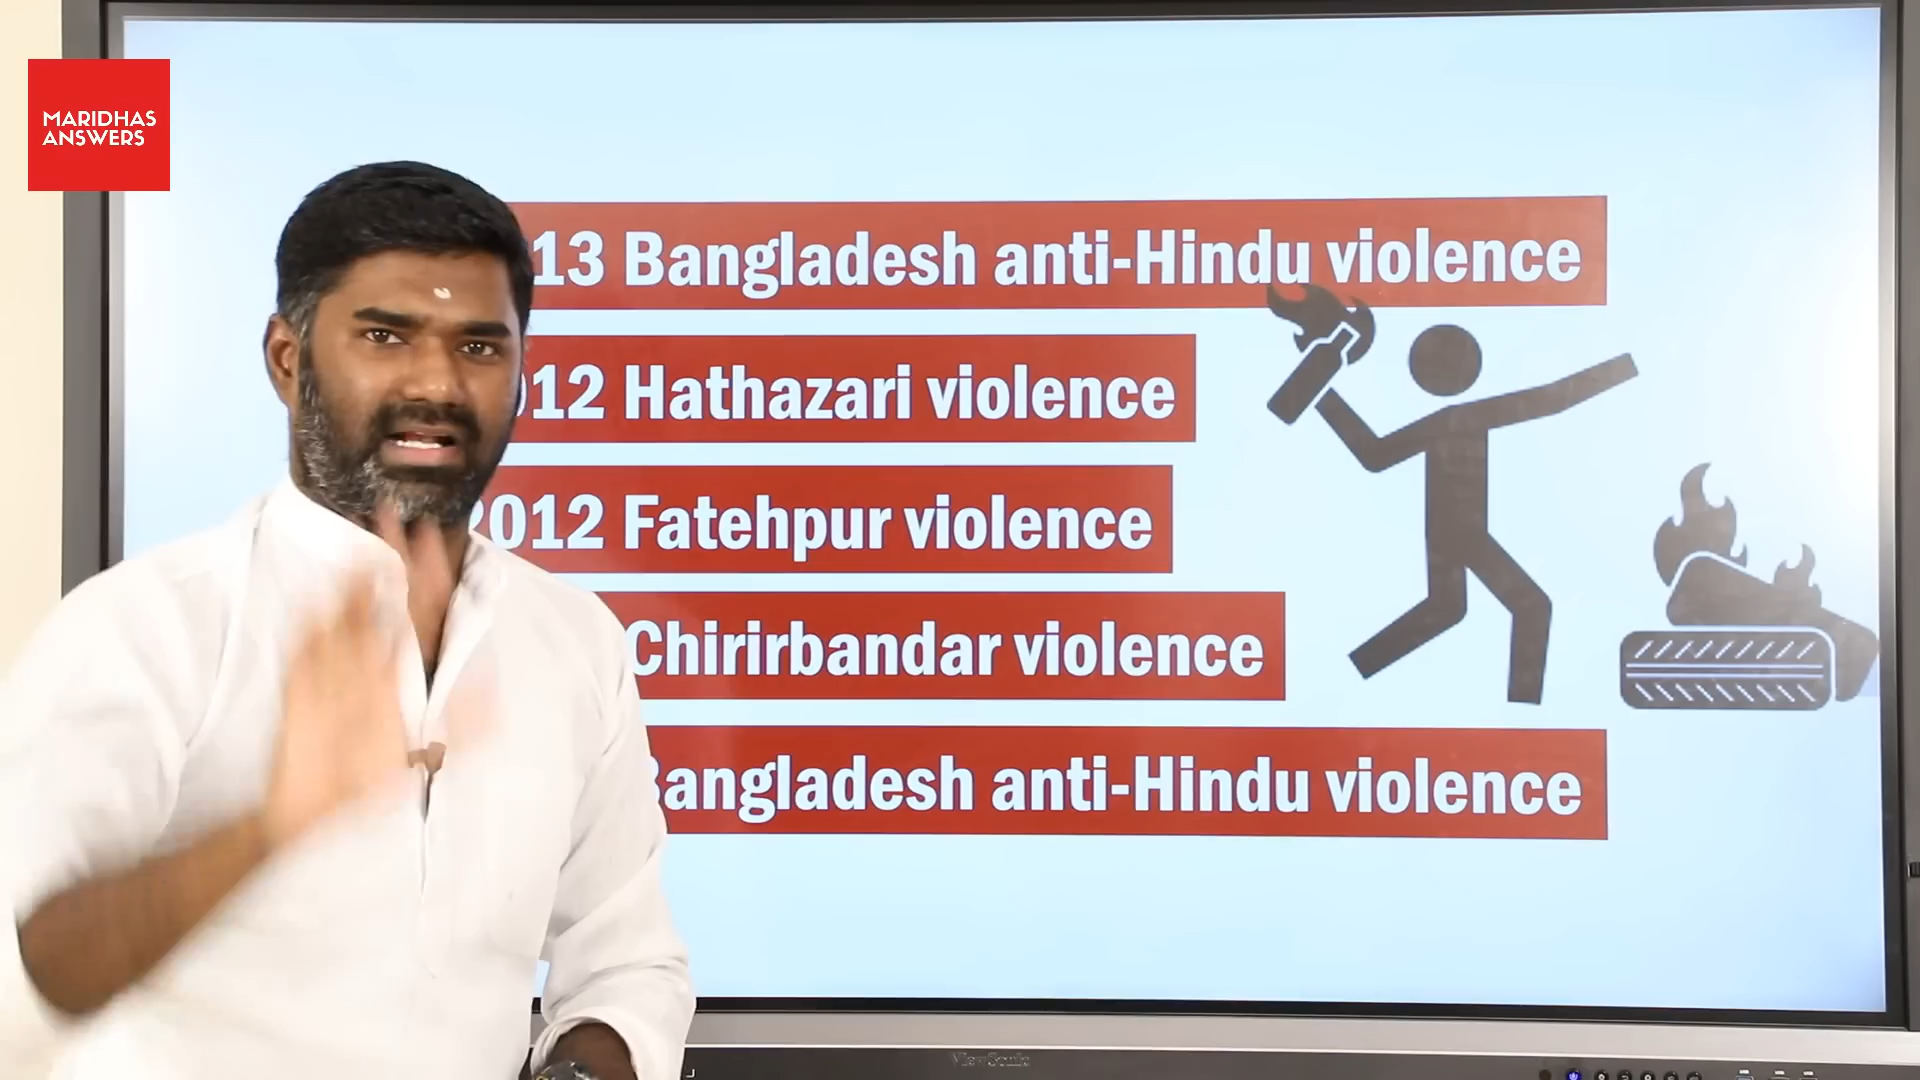 MARIDHAS
ANSWERS
13 Bangladesh anti-Hindu violence
012 Hathazari violence
2012 Fatehpur violence
Chirirbandar violence
Bangladesh anti-Hindu violence
ViewSonic